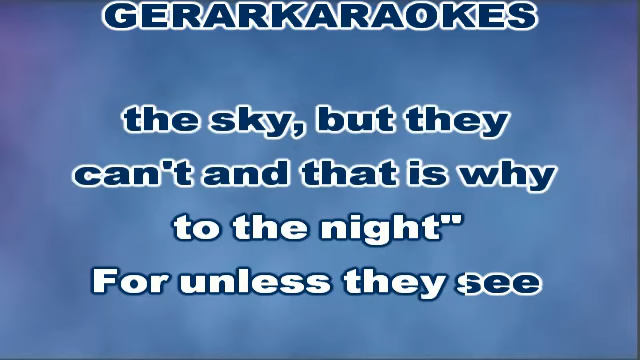 GERARKARAOKES
the sky, but they
can't and that is why
to the night"
For unless they see